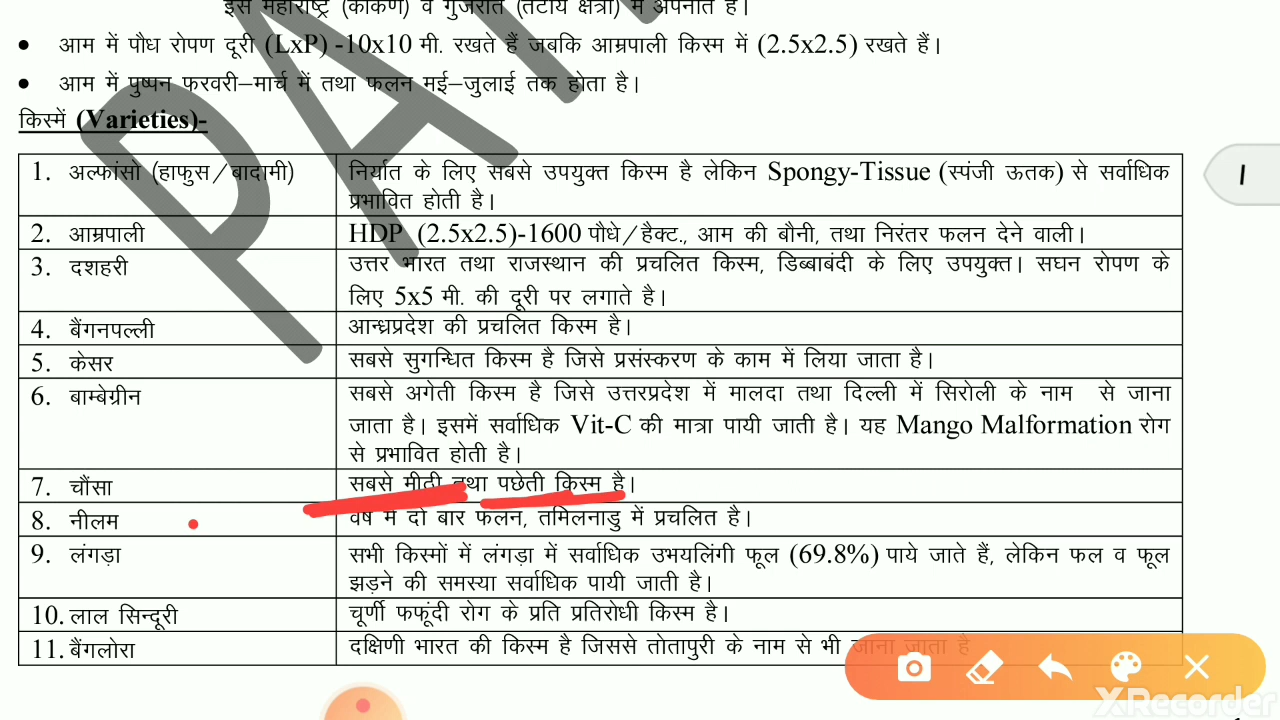 इसे महाराष्ट्र (कोंकण) व गुजरात (तटीय क्षेत्रों) में अपनाते है।
• आम में पौध रोपण दूरी (LxP) -10x10 मी. रखते हैं जबकि आम्रपाली किस्म में (2.5x2.5) रखते हैं।
• आम में पुष्पन फरवरी–मार्च में तथा फलन मई–जुलाई तक होता है।
किस्में (Varieties)-
1. अल्फांसो (हाफुस/बादामी) निर्यात के लिए सबसे उपयुक्त किस्म है लेकिन Spongy-Tissue (स्पंजी ऊतक) से सर्वाधिक
प्रभावित होती है।
2. आम्रपाली HDP (2.5x2.5)-1600 पौधे/हैक्ट., आम की बौनी, तथा निरंतर फलन देने वाली।
3. दशहरी उत्तर भारत तथा राजस्थान की प्रचलित किस्म, डिब्बाबंदी के लिए उपयुक्त। सघन रोपण के
लिए 5x5 मी. की दूरी पर लगाते है।
4. बैंगनपल्ली आन्ध्रप्रदेश की प्रचलित किस्म है।
5. केसर सबसे सुगन्धित किस्म है जिसे प्रसंस्करण के काम में लिया जाता है।
6. बाम्बेग्रीन सबसे अगेती किस्म है जिसे उत्तरप्रदेश में मालदा तथा दिल्ली में सिरोली के नाम से जाना
जाता है। इसमें सर्वाधिक Vit-C की मात्रा पायी जाती है। यह Mango Malformation रोग
से प्रभावित होती है।
7. चौंसा सबसे मीठी तथा पछेती किस्म है।
8. नीलम वर्ष में दो बार फलन, तमिलनाडु में प्रचलित है।
9. लंगड़ा सभी किस्मों में लंगड़ा में सर्वाधिक उभयलिंगी फूल (69.8%) पाये जाते हैं, लेकिन फल व फूल
झड़ने की समस्या सर्वाधिक पायी जाती है।
10. लाल सिन्दूरी चूर्णी फफूंदी रोग के प्रति प्रतिरोधी किस्म है।
11. बैंगलोरा दक्षिणी भारत की किस्म है जिससे तोतापुरी के नाम से भी जाना जाता है
XRecorder